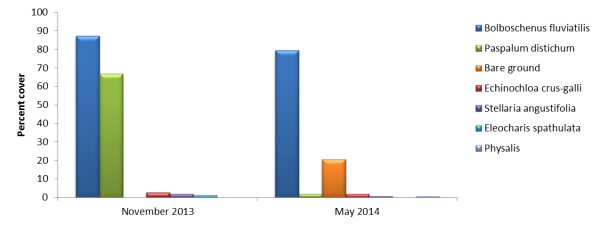 100
90
80
70
60
50
40
30
20
10
0
Percent cover
November 2013
May 2014
Bolboschenus fluviatilis
Paspalum distichum
Bare ground
Echinochloa crus-galli
Stellaria angustifolia
Eleocharis spathulata
Physalis